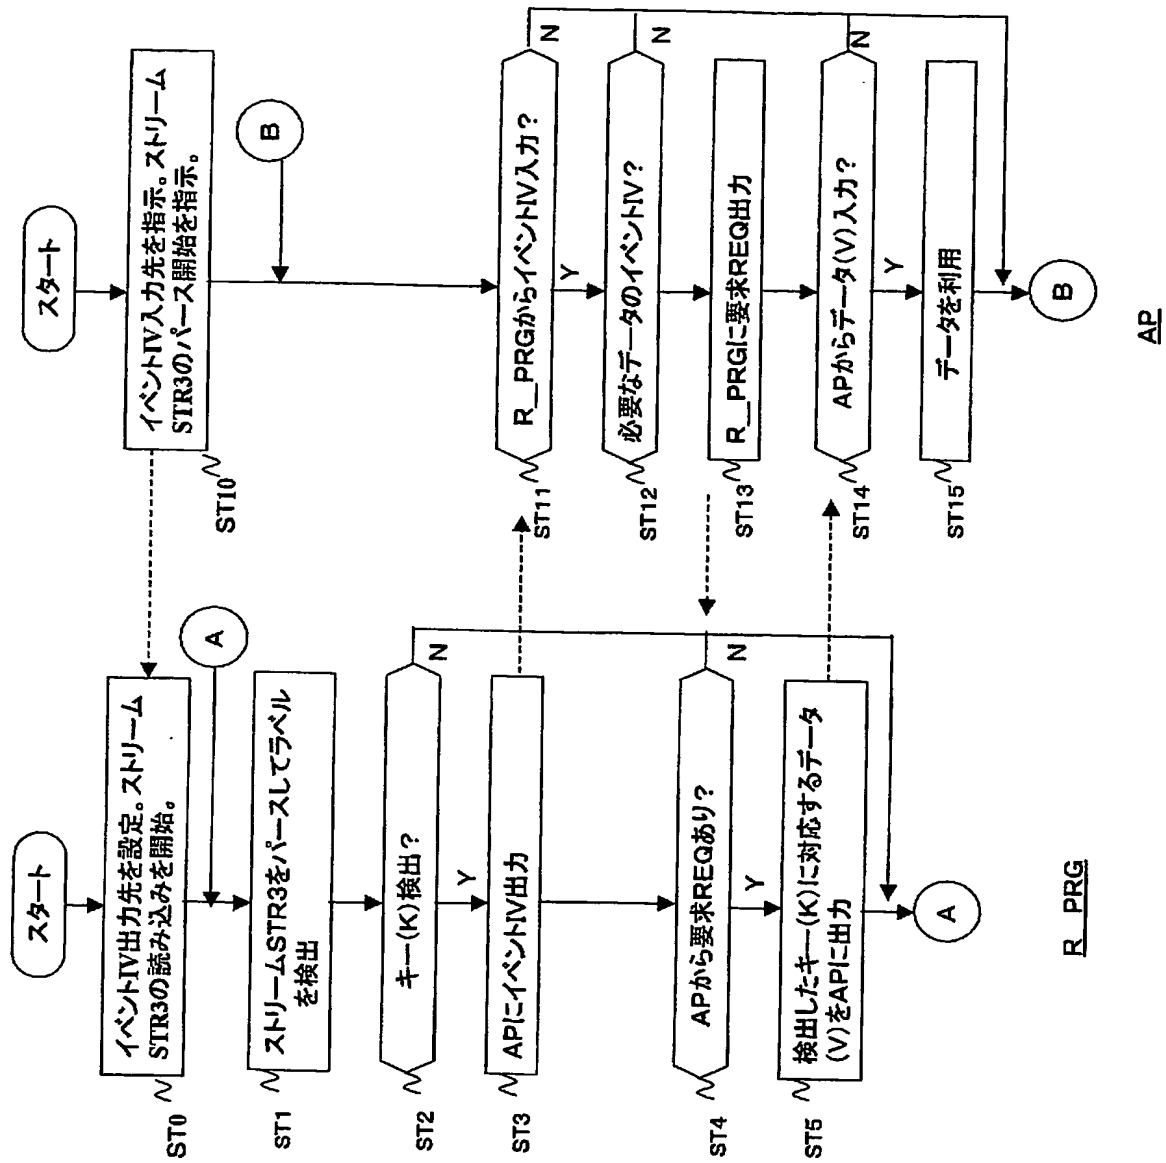 スタート
イベントIV出力先を設定。ストリーム
STR3の読み込みを開始。
ST0
A
ストリームSTR3をパースしてラベル
を検出
ST1
キー(K)検出?
ST2
N
Y
APにイベントIV出力
ST3
APから要求REQあり?
ST4
N
Y
検出したキー(K)に対応するデータ
(V)をAPに出力
ST5
A
R_PRG
スタート
イベントIV入力先を指示。ストリーム
STR3のパース開始を指示。
ST10
B
R__PRGからイベントIV入力?
ST11
N
Y
必要なデータのイベントIV?
ST12
N
R__PRGに要求REQ出力
ST13
APからデータ(V)入力?
ST14
N
Y
データを利用
ST15
B
AP